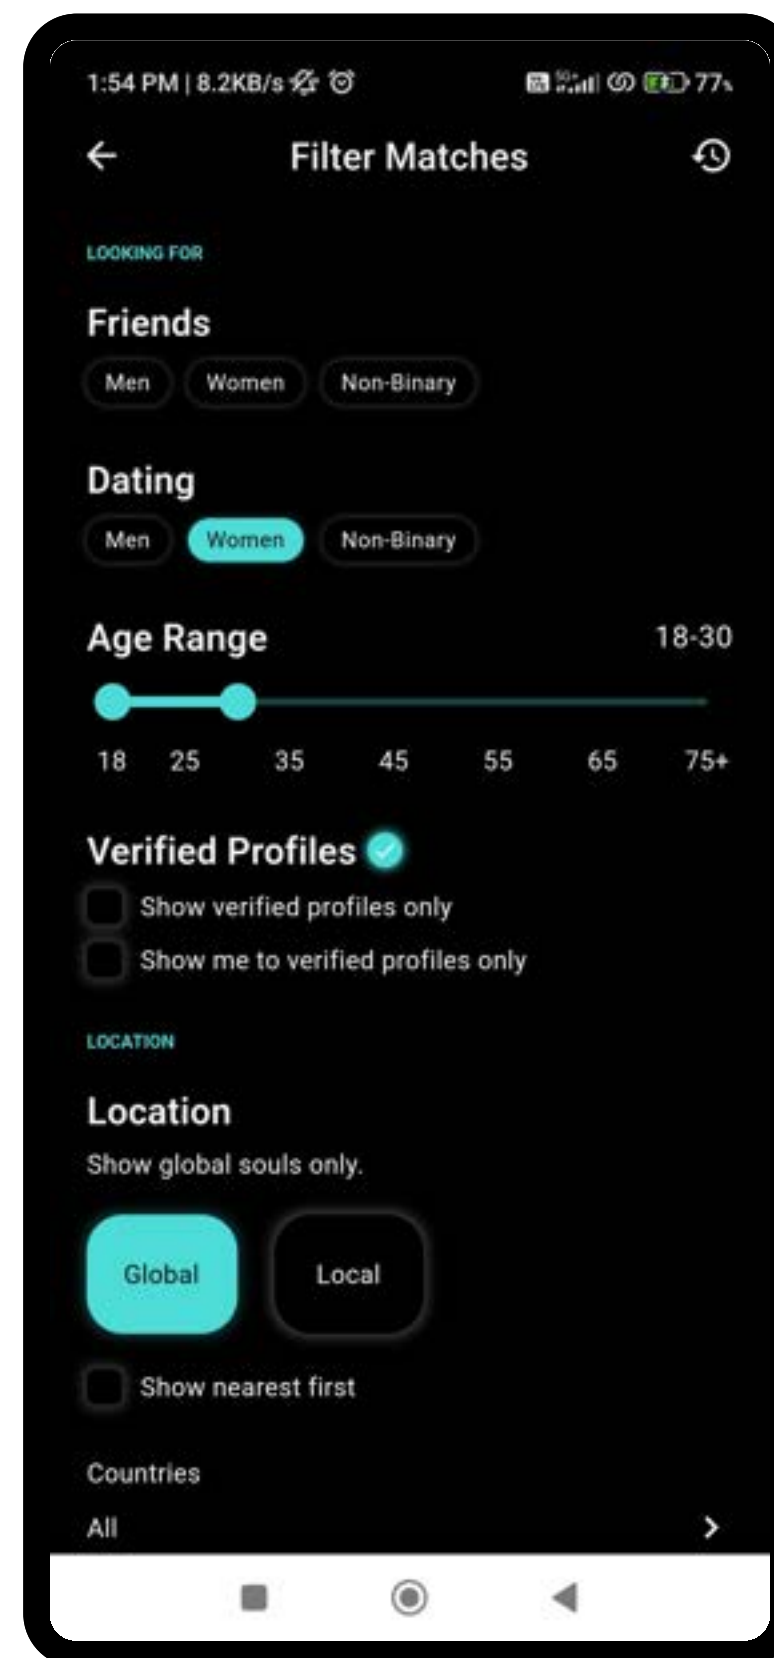 1:54 PM | 8.2KB/s 77%
Filter Matches
LOOKING FOR
Friends
Men Women Non-Binary
Dating
Men Women Non-Binary
Age Range 18-30
18 25 35 45 55 65 75+
Verified Profiles
Show verified profiles only
Show me to verified profiles only
LOCATION
Location
Show global souls only.
Global Local
Show nearest first
Countries
All